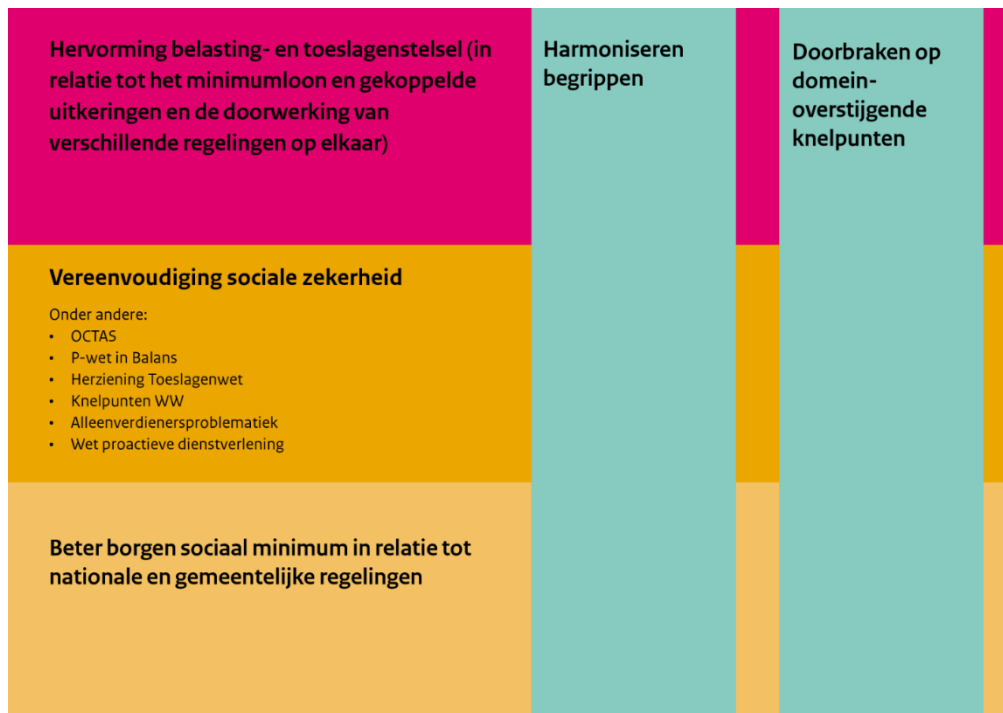 Hervorming belasting- en toeslagenstelsel (in
relatie tot het minimumloon en gekoppelde
uitkeringen en de doorwerking van
verschillende regelingen op elkaar)
Harmoniseren
begrippen
Doorbraken op
domein-
overstijgende
knelpunten
Vereenvoudiging sociale zekerheid
Onder andere:
• OCTAS
• P-wet in Balans
• Herziening Toeslagenwet
• Knelpunten WW
• Alleenverdienersproblematiek
• Wet proactieve dienstverlening
Beter borgen sociaal minimum in relatie tot
nationale en gemeentelijke regelingen